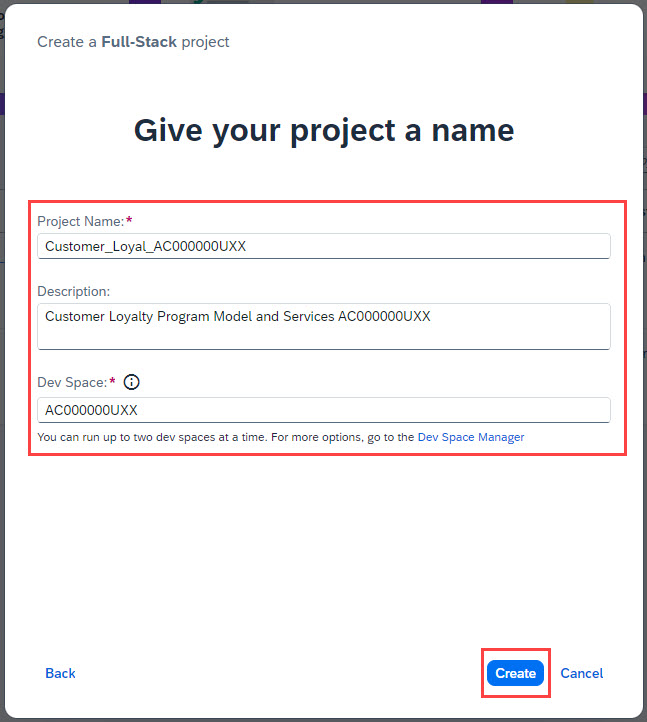 Create a Full-Stack project
Give your project a name
Project Name:*
Customer_Loyal_AC000000UXX
Description:
Customer Loyalty Program Model and Services AC000000UXX
Dev Space:*
AC000000UXX
You can run up to two dev spaces at a time. For more options, go to the Dev Space Manager
Back
Create
Cancel